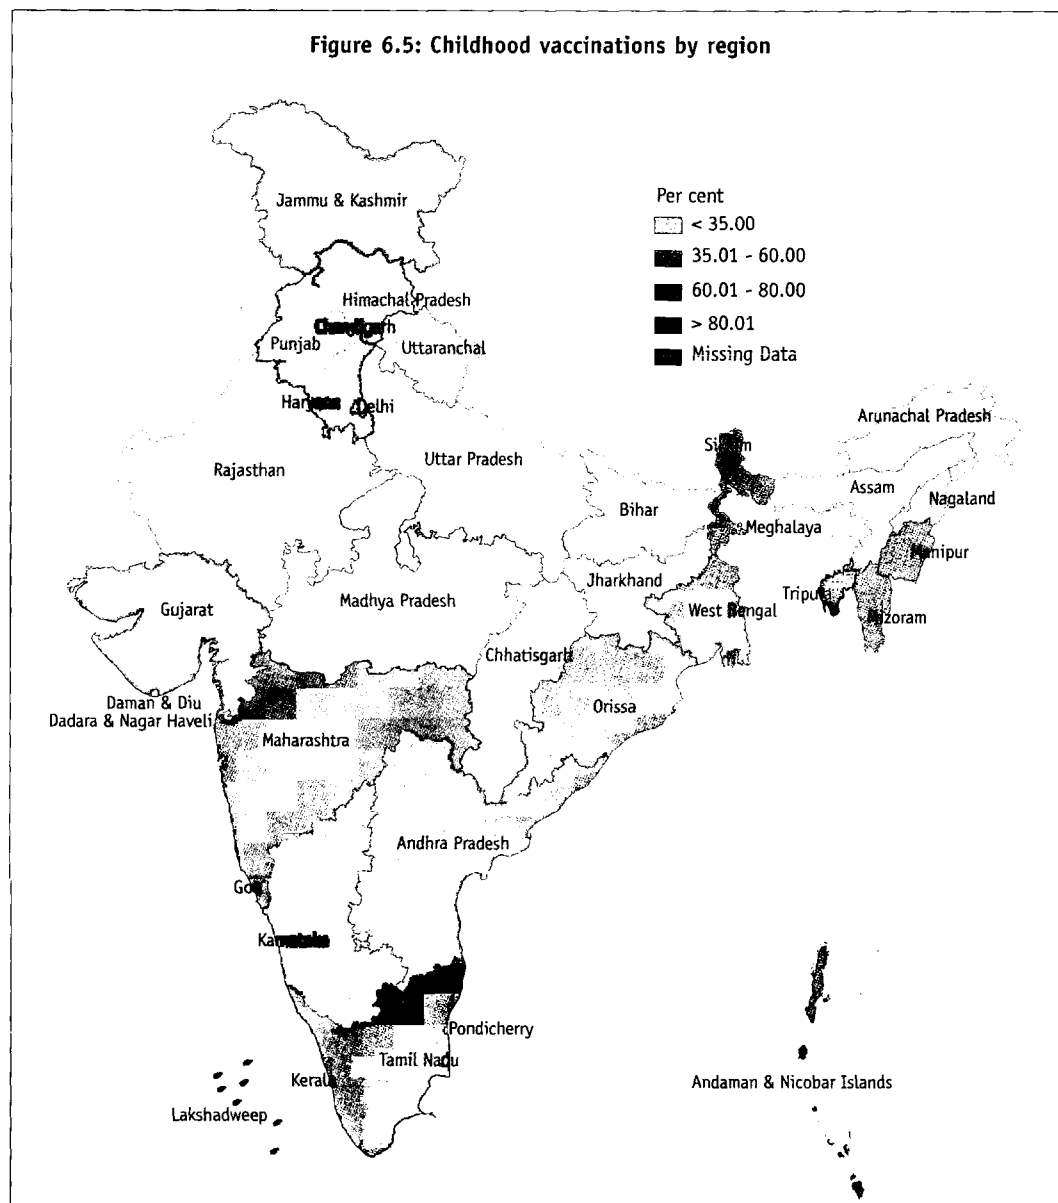 Figure 6.5: Childhood vaccinations by region
Jammu & Kashmir
Per cent
< 35.00
35.01 - 60.00
60.01 - 80.00
> 80.01
Missing Data
Himachal Pradesh
Chandigarh
Punjab
Uttaranchal
Haryana
Delhi
Arunachal Pradesh
Sikkim
Rajasthan
Uttar Pradesh
Assam
Nagaland
Bihar
Meghalaya
Manipur
Jharkhand
Gujarat
Madhya Pradesh
Tripura
West Bengal
Mizoram
Chhatisgarh
Daman & Diu
Dadara & Nagar Haveli
Orissa
Maharashtra
Andhra Pradesh
Goa
Karnataka
Pondicherry
Tamil Nadu
Kerala
Andaman & Nicobar Islands
Lakshadweep